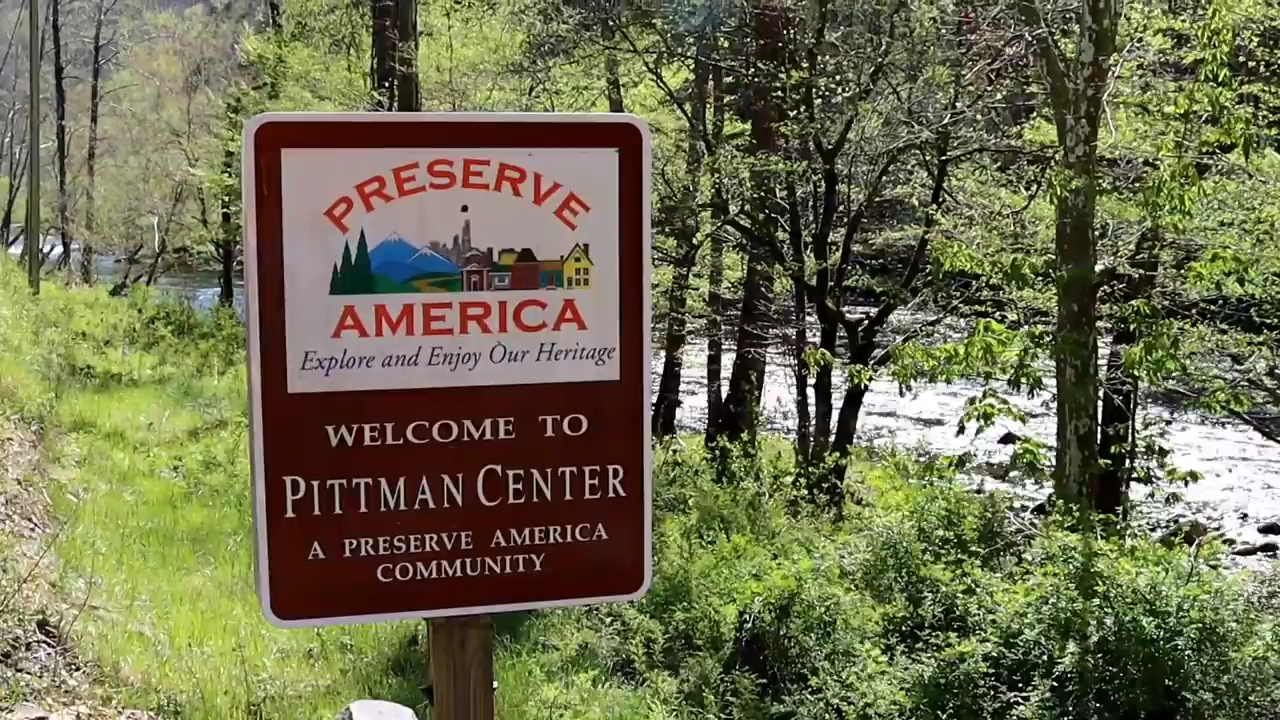 PRESERVE
AMERICA
Explore and Enjoy Our Heritage
WELCOME TO
PITTMAN CENTER
A PRESERVE AMERICA
COMMUNITY